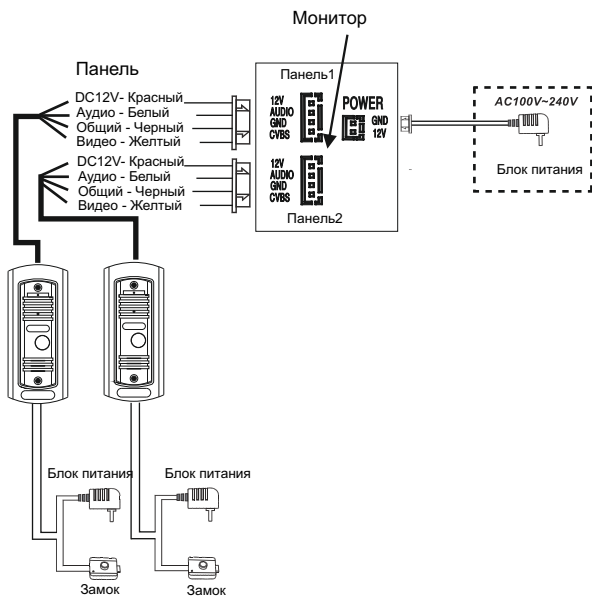 Монитор
Панель
DC12V- Красный
Аудио - Белый
Общий - Черный
Видео - Желтый
DC12V- Красный
Аудио - Белый
Общий - Черный
Видео - Желтый
Панель1
12V
AUDIO
GND
CVBS
POWER
GND
12V
12V
AUDIO
GND
CVBS
Панель2
AC100V~240V
Блок питания
Блок питания
Блок питания
Замок
Замок